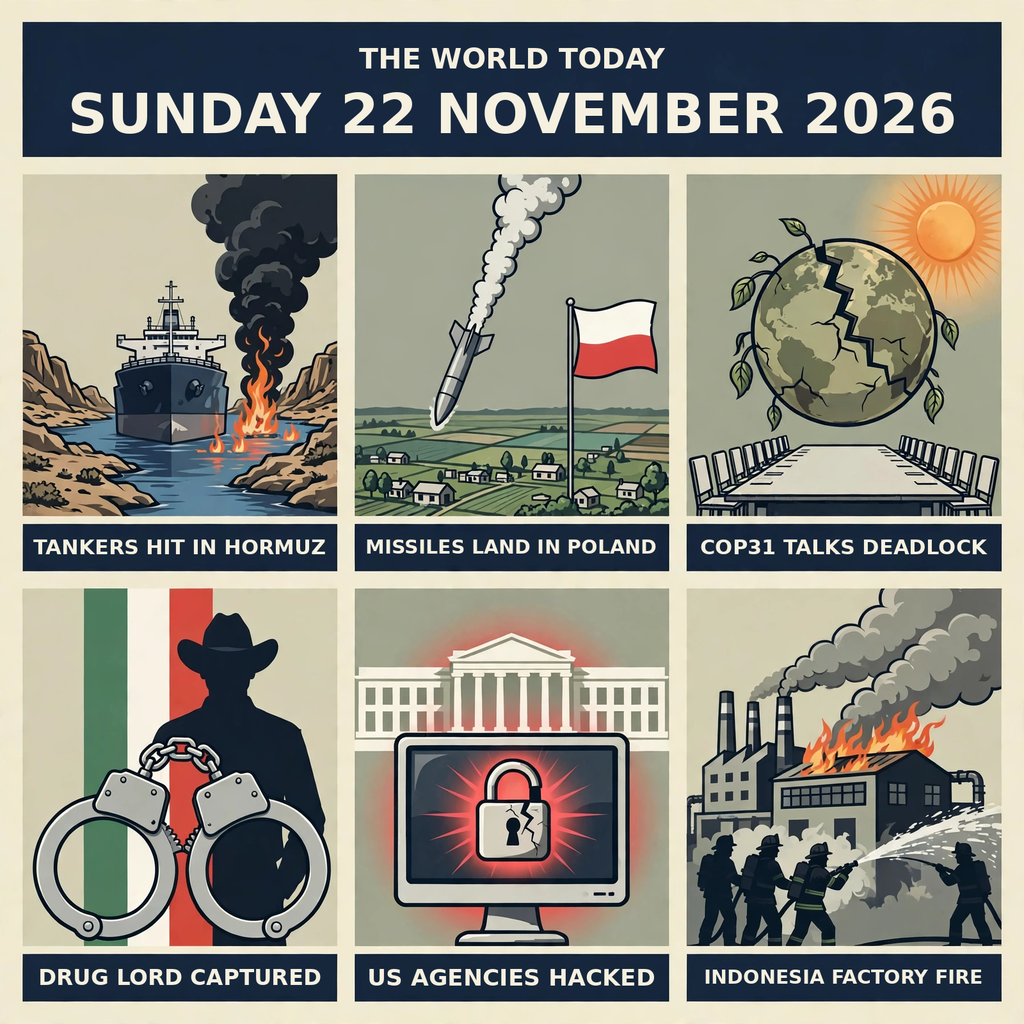 THE WORLD TODAY
SUNDAY 22 NOVEMBER 2026
TANKERS HIT IN HORMUZ
MISSILES LAND IN POLAND
COP31 TALKS DEADLOCK
DRUG LORD CAPTURED
US AGENCIES HACKED
INDONESIA FACTORY FIRE